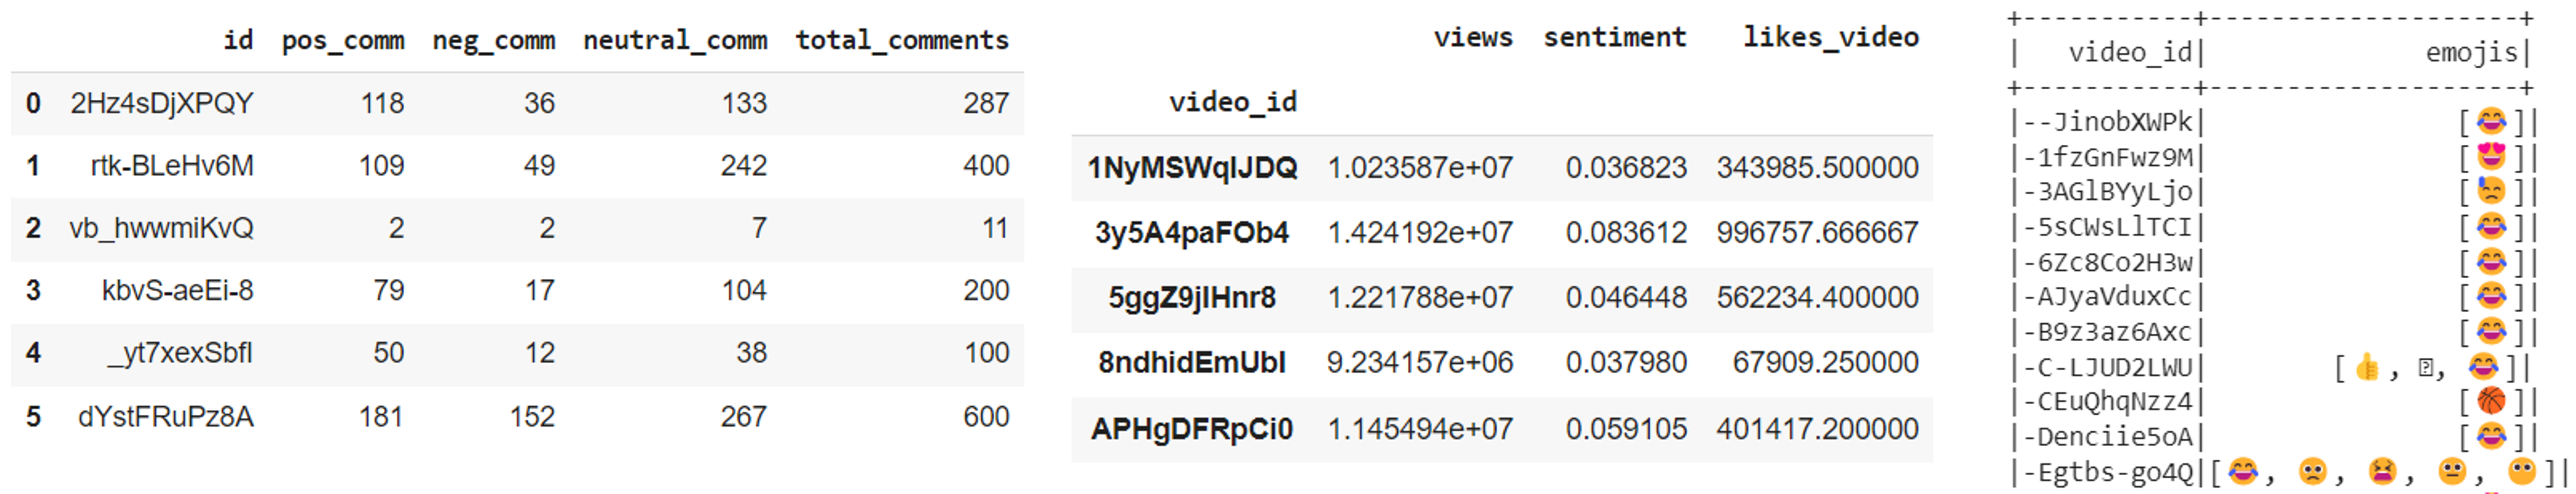 id pos_comm neg_comm neutral_comm total_comments
0 2Hz4sDjXPQY 118 36 133 287
1 rtk-BLeHv6M 109 49 242 400
2 vb_hwwmiKvQ 2 2 7 11
3 kbvS-aeEi-8 79 17 104 200
4 _yt7xexSbfI 50 12 38 100
5 dYstFRuPz8A 181 152 267 600
views sentiment likes_video
video_id
1NyMSWqIJDQ 1.023587e+07 0.036823 343985.500000
3y5A4paFOb4 1.424192e+07 0.083612 996757.666667
5ggZ9jIHnr8 1.221788e+07 0.046448 562234.400000
8ndhidEmUbI 9.234157e+06 0.037980 67909.250000
APHgDFRpCi0 1.145494e+07 0.059105 401417.200000
+-----------+--------------------+
| video_id| emojis|
+-----------+--------------------+
|--JinobXWPk| [😂]|
|-1fzGnFwz9M| [😍]|
|-3AGlBYyLjo| [😓]|
|-5sCWsLlTCI| [😂]|
|-6Zc8Co2H3w| [😂]|
|-AJyaVduxCc| [😂]|
|-B9z3az6Axc| [😂]|
|-C-LJUD2LWU| [👍, , 😂]|
|-CEuQhqNzz4| [🏀]|
|-Denciie5oA| [😂]|
|-Egtbs-go4Q|[😂, 🙁, 😫, 😐, 😶]|